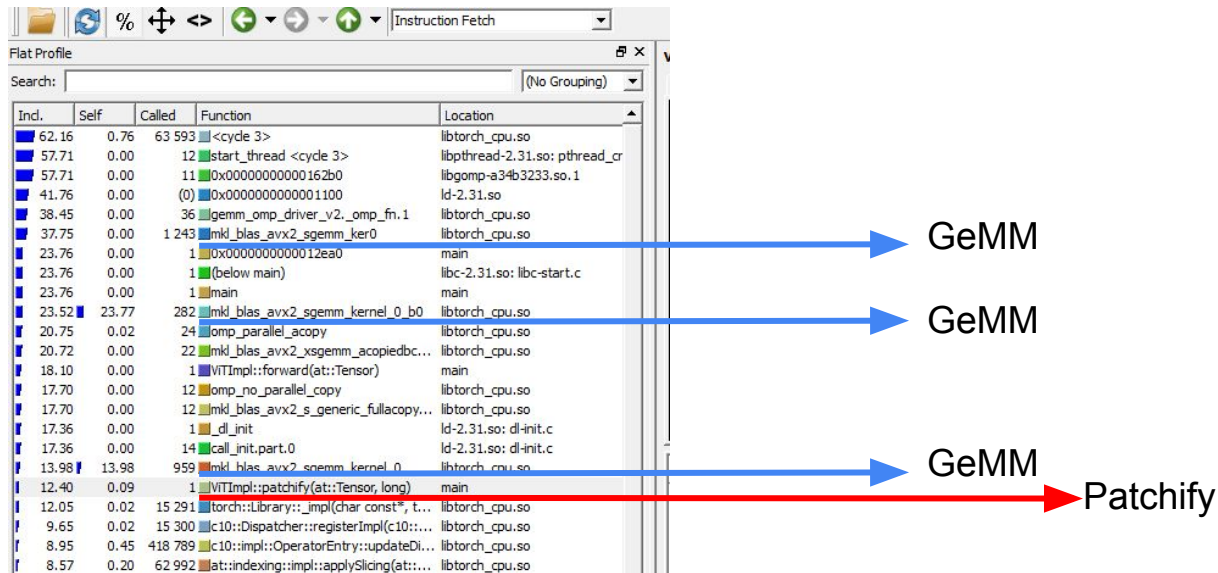 % <> Instruction Fetch
Flat Profile
Search: (No Grouping)
Incl. Self Called Function Location
62.16 0.76 63 593 <cycle 3> libtorch_cpu.so
57.71 0.00 12 start_thread <cycle 3> libpthread-2.31.so: pthread_cr
57.71 0.00 11 0x00000000000162b0 libgomp-a34b3233.so.1
41.76 0.00 (0) 0x0000000000001100 ld-2.31.so
38.45 0.00 36 gemm_omp_driver_v2._omp_fn.1 libtorch_cpu.so
37.75 0.00 1 243 mkl_blas_avx2_sgemm_ker0 libtorch_cpu.so
GeMM
23.76 0.00 1 0x0000000000012ea0 main
23.76 0.00 1 (below main) libc-2.31.so: libc-start.c
23.76 0.00 1 main main
23.52 23.77 282 mkl_blas_avx2_sgemm_kernel_0_b0 libtorch_cpu.so
GeMM
20.75 0.02 24 omp_parallel_acopy libtorch_cpu.so
20.72 0.00 22 mkl_blas_avx2_xsgemm_acopiedbc... libtorch_cpu.so
18.10 0.00 1 ViTImpl::forward(at::Tensor) main
17.70 0.00 12 omp_no_parallel_copy libtorch_cpu.so
17.70 0.00 12 mkl_blas_avx2_s_generic_fullacopy... libtorch_cpu.so
17.36 0.00 1 _dl_init ld-2.31.so: dl-init.c
17.36 0.00 14 call_init.part.0 ld-2.31.so: dl-init.c
13.98 13.98 959 mkl_blas_avx2_sgemm_kernel_0 libtorch_cpu.so
GeMM
12.40 0.09 1 ViTImpl::patchify(at::Tensor, long) main
Patchify
12.05 0.02 15 291 torch::Library::_impl(char const*, t... libtorch_cpu.so
9.65 0.02 15 300 c10::Dispatcher::registerImpl(c10::... libtorch_cpu.so
8.95 0.45 418 789 c10::impl::OperatorEntry::updateDi... libtorch_cpu.so
8.57 0.20 62 992 at::indexing::impl::applySlicing(at::... libtorch_cpu.so